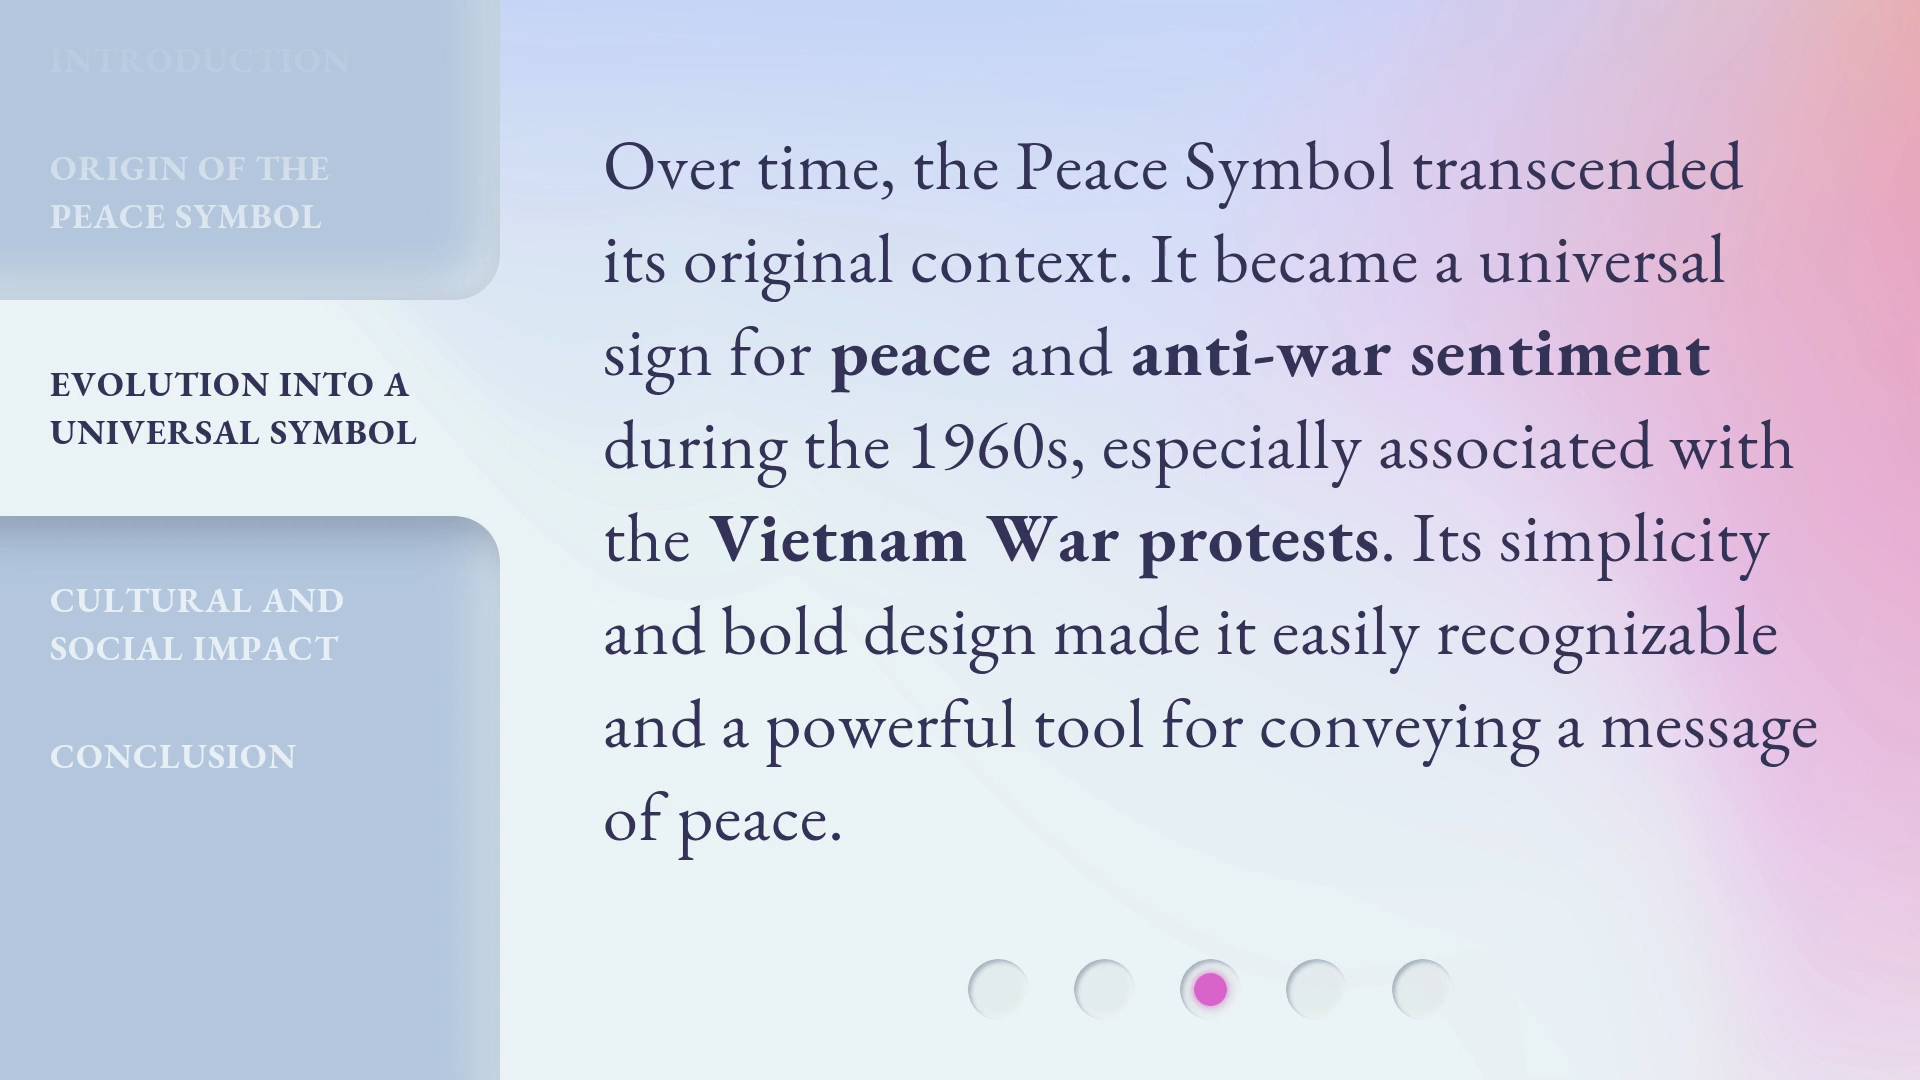 INTRODUCTION
ORIGIN OF THE
PEACE SYMBOL
EVOLUTION INTO A
UNIVERSAL SYMBOL
CULTURAL AND
SOCIAL IMPACT
CONCLUSION
Over time, the Peace Symbol transcended
its original context. It became a universal
sign for peace and anti-war sentiment
during the 1960s, especially associated with
the Vietnam War protests. Its simplicity
and bold design made it easily recognizable
and a powerful tool for conveying a message
of peace.